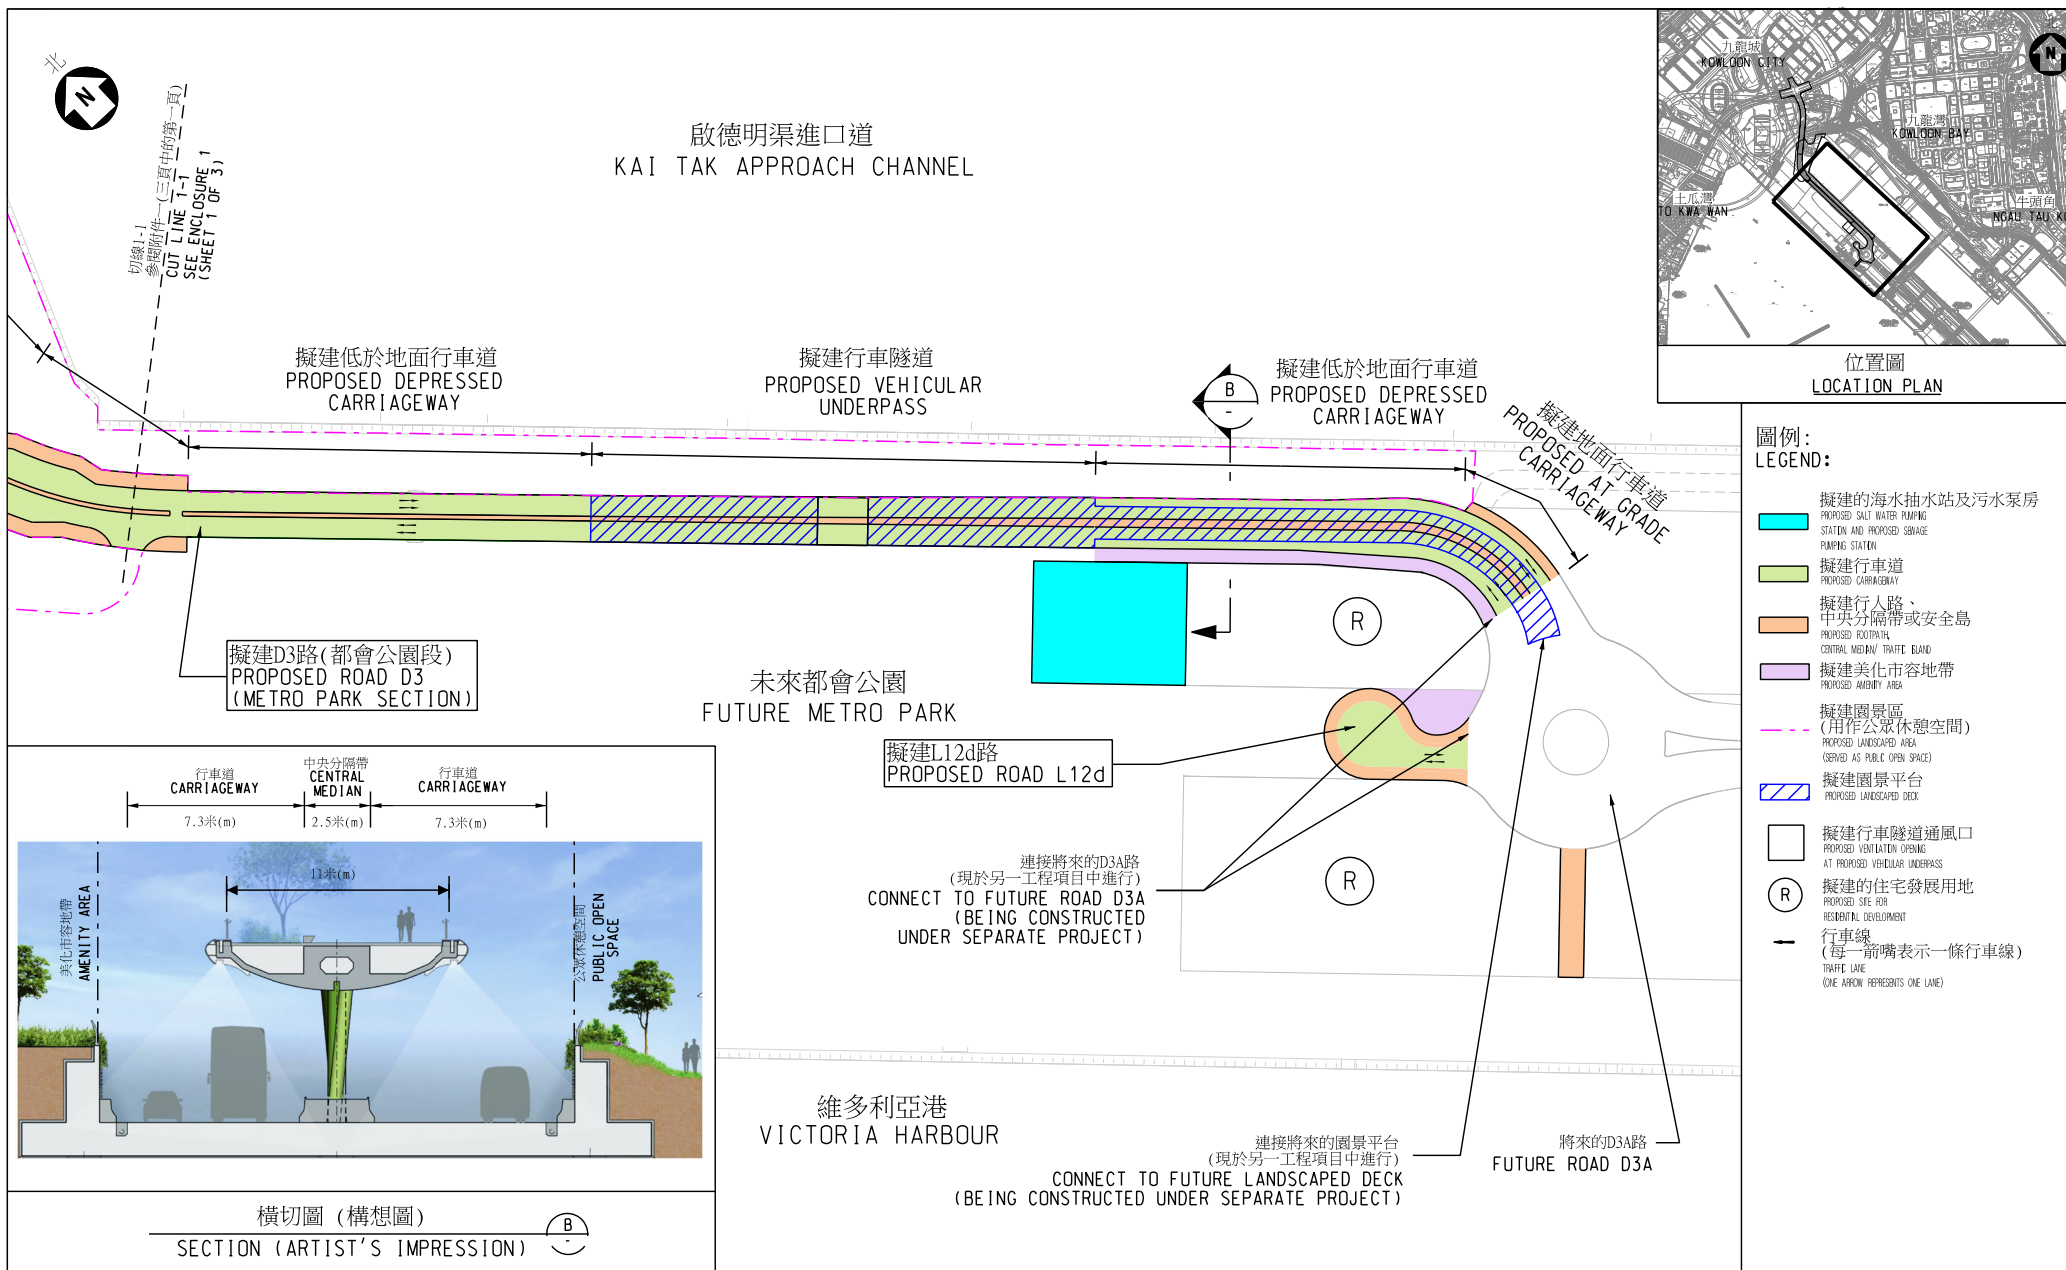 北
N
切線1-1
參閱附件一(三頁中的第一頁)
CUT LINE 1-1
SEE ENCLOSURE 1
(SHEET 1 OF 3)
啟德明渠進口道
KAI TAK APPROACH CHANNEL
擬建低於地面行車道
PROPOSED DEPRESSED
CARRIAGEWAY
擬建行車隧道
PROPOSED VEHICULAR
UNDERPASS
B
-
擬建低於地面行車道
PROPOSED DEPRESSED
CARRIAGEWAY
擬建地面行車道
PROPOSED AT GRADE
CARRIAGEWAY
擬建D3路(都會公園段)
PROPOSED ROAD D3
(METRO PARK SECTION)
未來都會公園
FUTURE METRO PARK
R
擬建L12d路
PROPOSED ROAD L12d
連接將來的D3A路
(現於另一工程項目中進行)
CONNECT TO FUTURE ROAD D3A
(BEING CONSTRUCTED
UNDER SEPARATE PROJECT)
R
維多利亞港
VICTORIA HARBOUR
連接將來的園景平台
(現於另一工程項目中進行)
CONNECT TO FUTURE LANDSCAPED DECK
(BEING CONSTRUCTED UNDER SEPARATE PROJECT)
將來的D3A路
FUTURE ROAD D3A
行車道
CARRIAGEWAY
中央分隔帶
CENTRAL
MEDIAN
行車道
CARRIAGEWAY
7.3米(m)
2.5米(m)
7.3米(m)
11米(m)
美化市容地帶
AMENITY AREA
公眾休憩空間
PUBLIC OPEN
SPACE
橫切圖 (構想圖)
SECTION (ARTIST'S IMPRESSION)
B
-
北
N
九龍城
KOWLOON CITY
九龍灣
KOWLOON BAY
土瓜灣
TO KWA WAN
牛頭角
NGAU TAU KO
位置圖
LOCATION PLAN
圖例:
LEGEND:
擬建的海水抽水站及污水泵房
PROPOSED SALT WATER PUMPING
STATION AND PROPOSED SEWAGE
PUMPING STATION
擬建行車道
PROPOSED CARRIAGEWAY
擬建行人路、
中央分隔帶或安全島
PROPOSED FOOTPATH,
CENTRAL MEDIAN/ TRAFFIC ISLAND
擬建美化市容地帶
PROPOSED AMENITY AREA
擬建園景區
(用作公眾休憩空間)
PROPOSED LANDSCAPED AREA
(SERVED AS PUBLIC OPEN SPACE)
擬建園景平台
PROPOSED LANDSCAPED DECK
擬建行車隧道通風口
PROPOSED VENTILATION OPENING
AT PROPOSED VEHICULAR UNDERPASS
R
擬建的住宅發展用地
PROPOSED SITE FOR
RESIDENTIAL DEVELOPMENT
行車線
(每一箭嘴表示一條行車線)
TRAFFIC LANE
(ONE ARROW REPRESENTS ONE LANE)